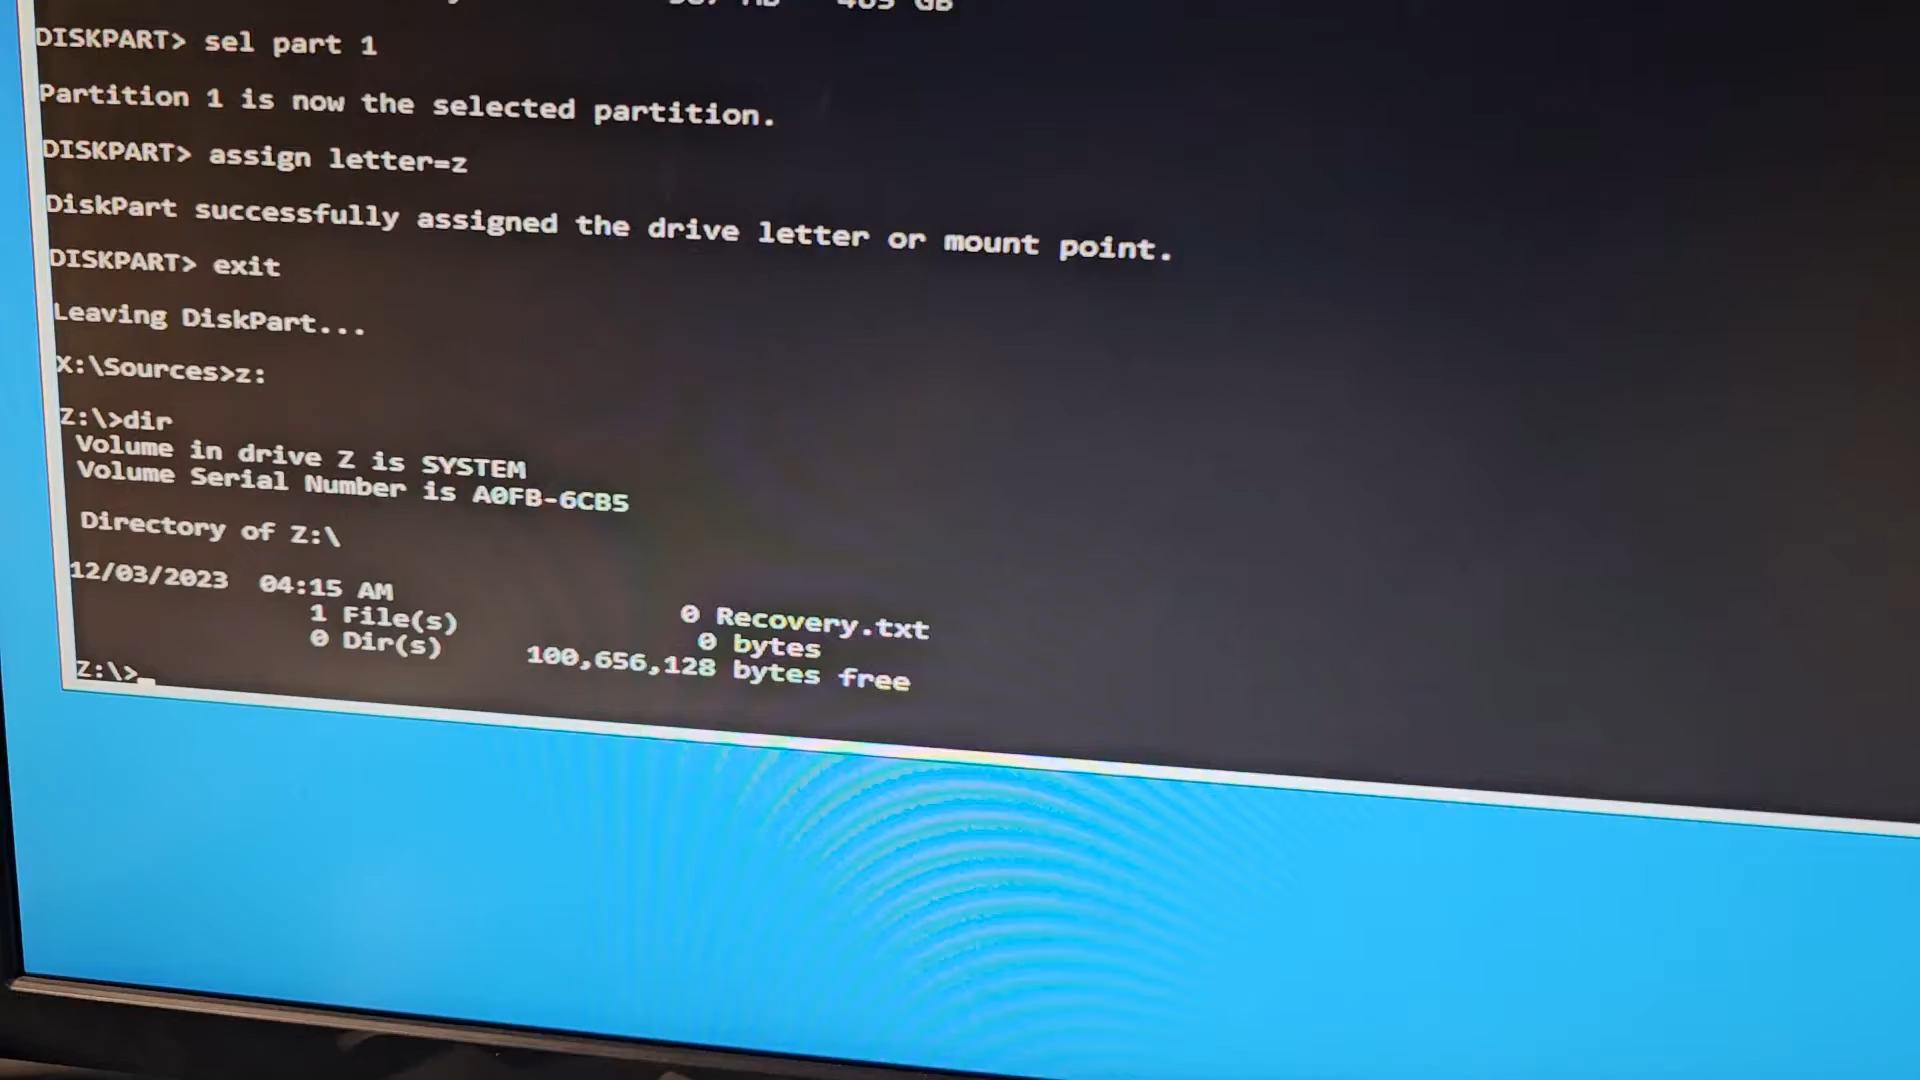 DISKPART> sel part 1
Partition 1 is now the selected partition.
DISKPART> assign letter=z
DiskPart successfully assigned the drive letter or mount point.
DISKPART> exit
Leaving DiskPart...
X:\Sources>z:
Z:\>dir
Volume in drive Z is SYSTEM
Volume Serial Number is A0FB-6CB5
Directory of Z:\
12/03/2023 04:15 AM 0 Recovery.txt
1 File(s) 0 bytes
0 Dir(s) 100,656,128 bytes free
Z:\>_